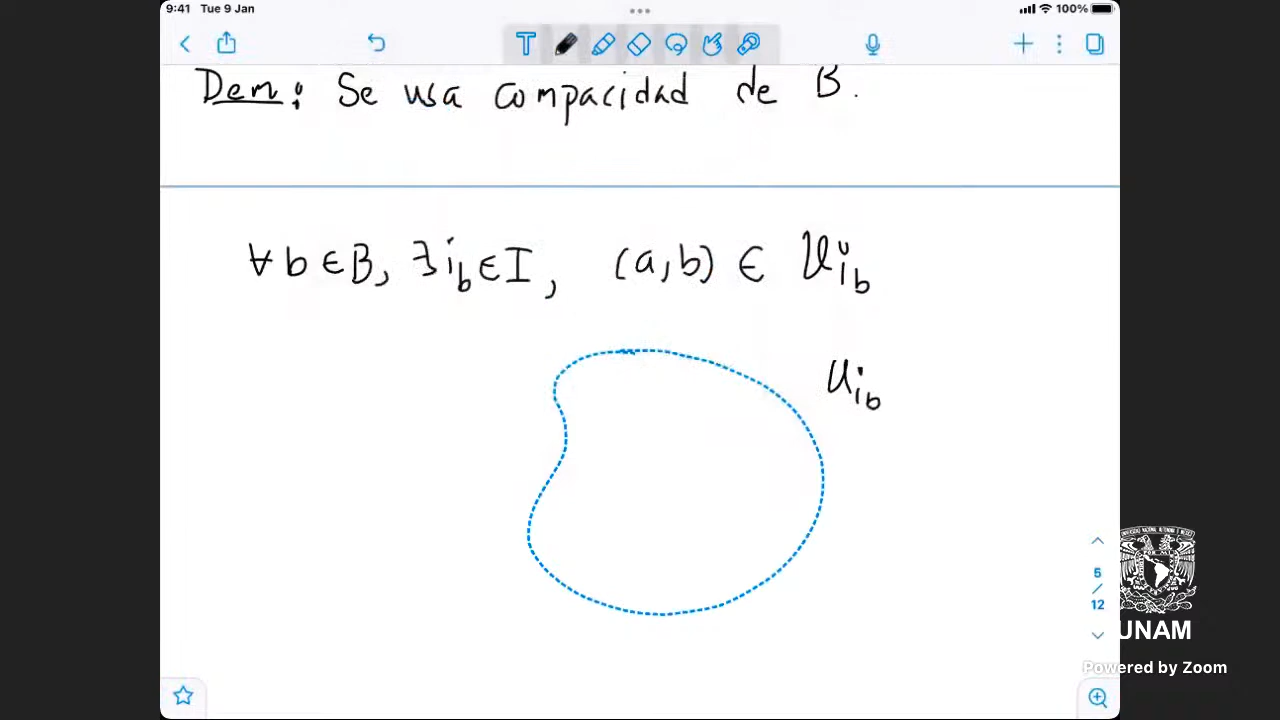 9:41 Tue 9 Jan 100%
Dem: Se usa compacidad de B.
∀ b ∈ B, ∃ i_b ∈ I, (a, b) ∈ U_{i_b}
U_{i_b}
5
/
12
UNAM
Powered by Zoom